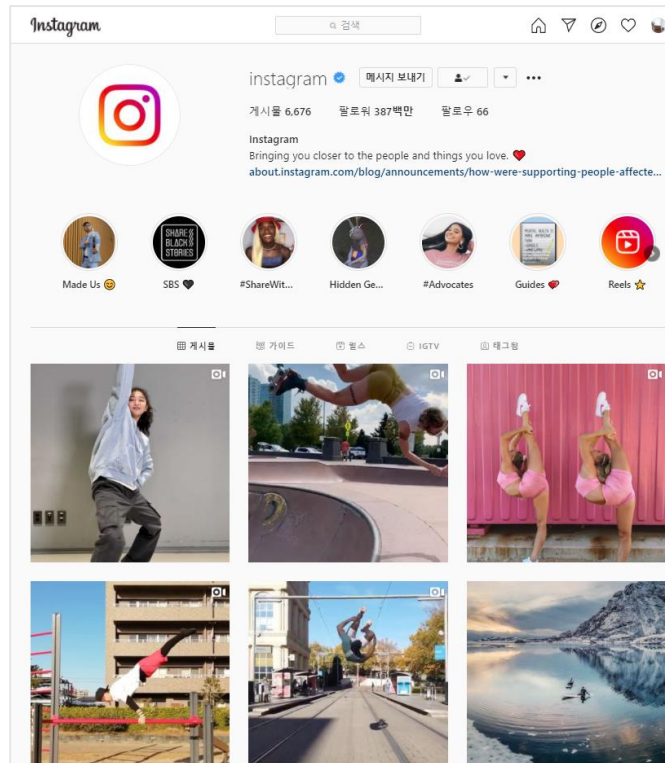 Instagram
검색
instagram 메시지 보내기
게시물 6,676 팔로워 387백만 팔로우 66
Instagram
Bringing you closer to the people and things you love. ❤️
about.instagram.com/blog/announcements/how-were-supporting-people-affecte...
SHARE
BLACK
STORIES
Made Us 😊 SBS 🖤 #ShareWit... Hidden Ge... #Advocates Guides 💕 Reels ⭐
게시물 가이드 릴스 IGTV 태그됨